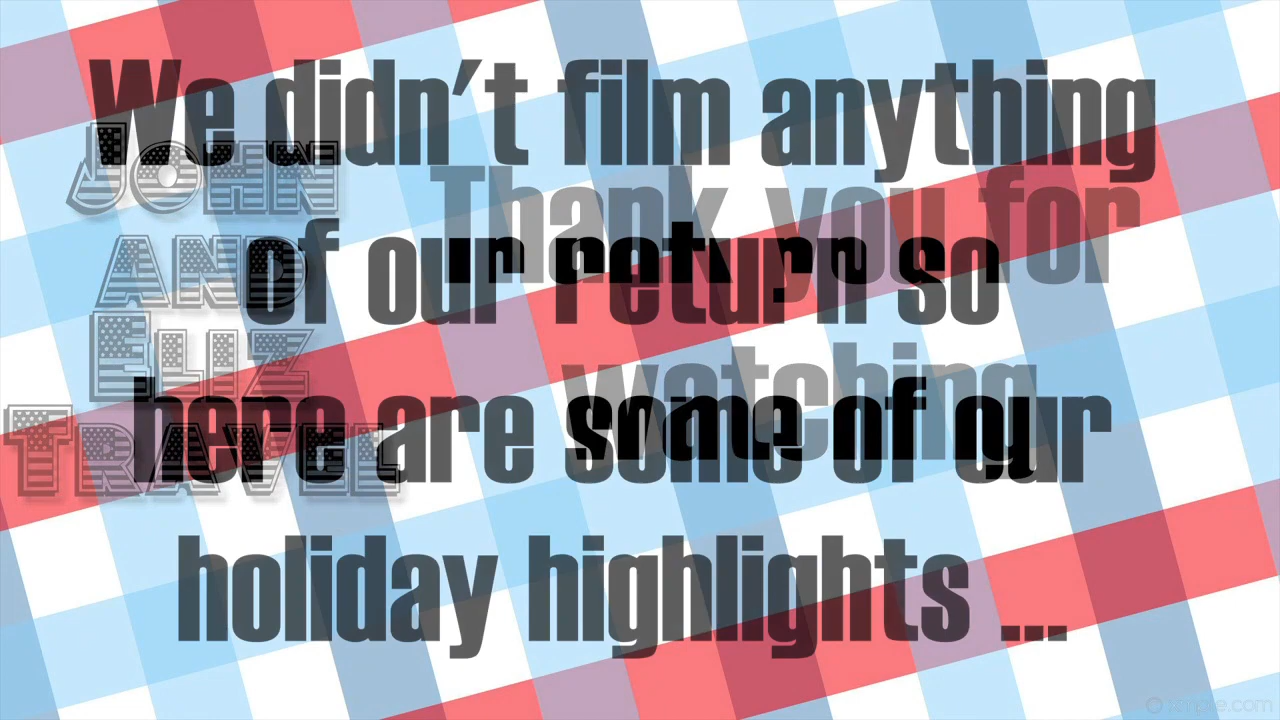 We didn't film anything
of our return so
here are some of our
holiday highlights ...
Thank you for
watching
JOHN
AND
ELIZ
TRAVEL